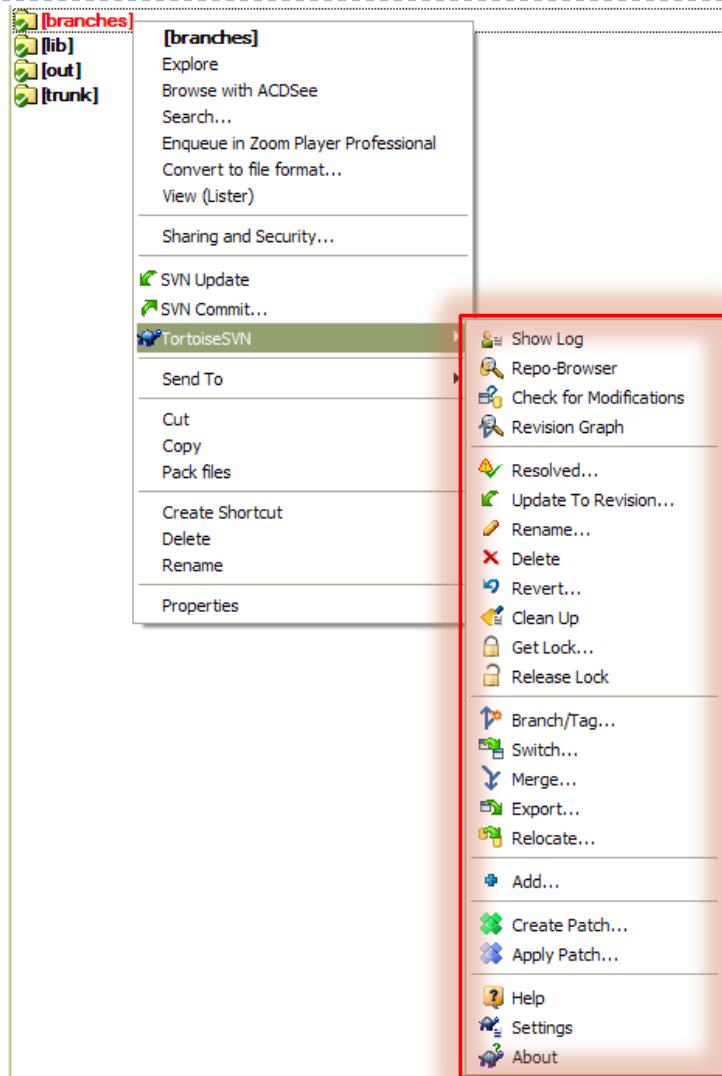 [branches]
[lib]
[out]
[trunk]
[branches]
Explore
Browse with ACDSee
Search...
Enqueue in Zoom Player Professional
Convert to file format...
View (Lister)
Sharing and Security...
SVN Update
SVN Commit...
TortoiseSVN
Send To
Cut
Copy
Pack files
Create Shortcut
Delete
Rename
Properties
Show Log
Repo-Browser
Check for Modifications
Revision Graph
Resolved...
Update To Revision...
Rename...
Delete
Revert...
Clean Up
Get Lock...
Release Lock
Branch/Tag...
Switch...
Merge...
Export...
Relocate...
Add...
Create Patch...
Apply Patch...
Help
Settings
About